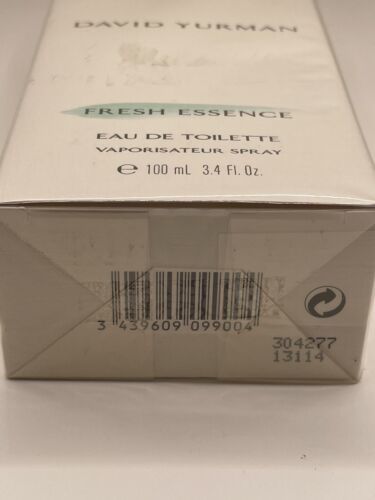 DAVID YURMAN
FRESH ESSENCE
EAU DE TOILETTE
VAPORISATEUR SPRAY
℮ 100 mL 3.4 Fl. Oz.
3 439609 099004
304277
13114